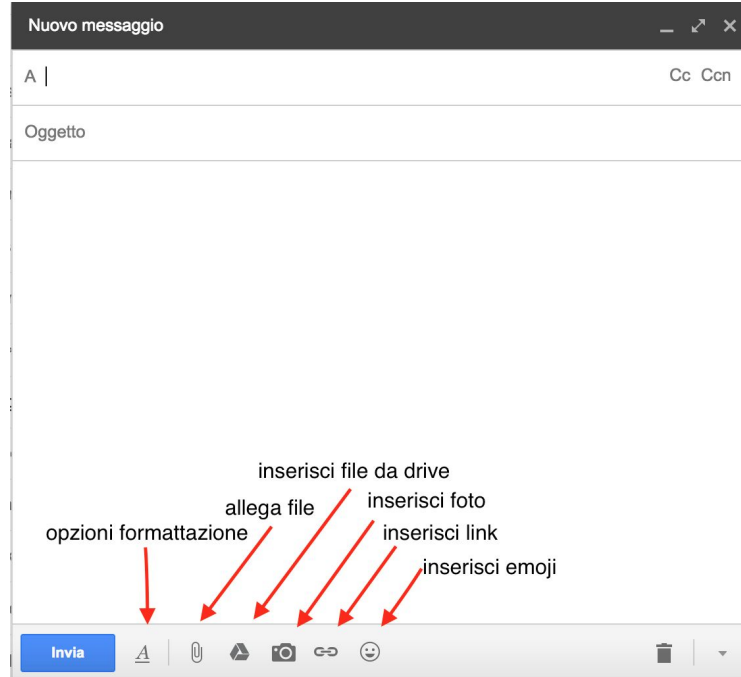 Nuovo messaggio
A Cc Ccn
Oggetto
inserisci file da drive
allega file
inserisci foto
opzioni formattazione
inserisci link
inserisci emoji
Invia A